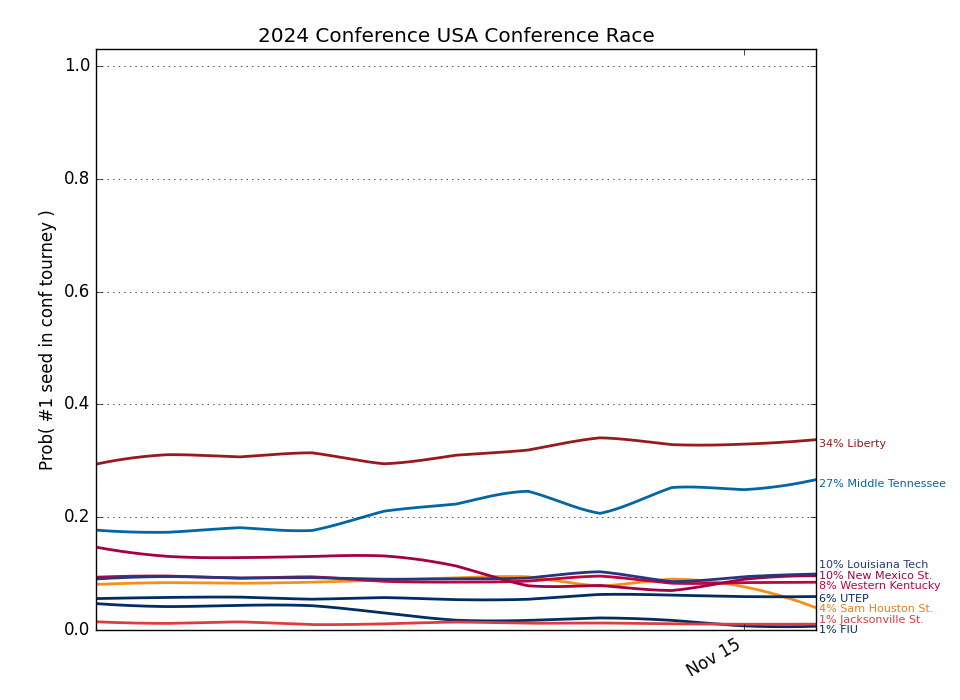 2024 Conference USA Conference Race
1.0
0.8
0.6
0.4
0.2
0.0
Prob( #1 seed in conf tourney )
34% Liberty
27% Middle Tennessee
10% Louisiana Tech
10% New Mexico St.
8% Western Kentucky
6% UTEP
4% Sam Houston St.
1% Jacksonville St.
1% FIU
Nov 15